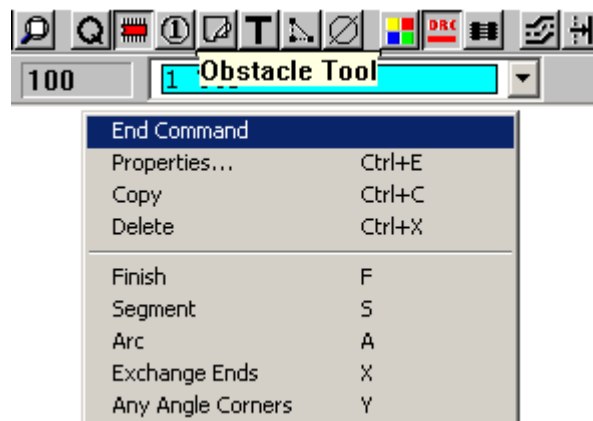 Q 1 T DRC
Obstacle Tool
100 1
End Command
Properties... Ctrl+E
Copy Ctrl+C
Delete Ctrl+X
Finish F
Segment S
Arc A
Exchange Ends X
Any Angle Corners Y